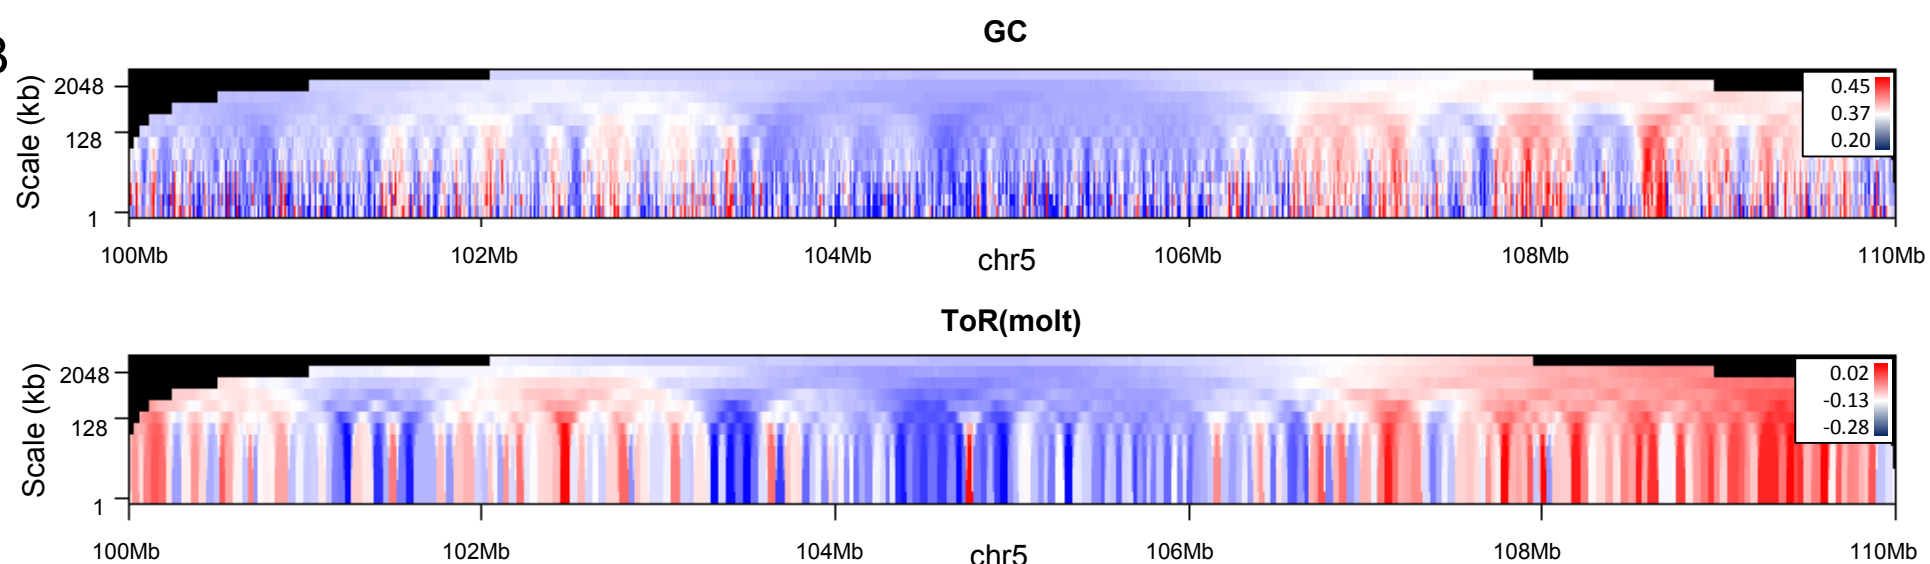 B
GC
Scale (kb)
2048
128
1
0.45
0.37
0.20
100Mb 102Mb 104Mb chr5 106Mb 108Mb 110Mb
ToR(molt)
Scale (kb)
2048
128
1
0.02
-0.13
-0.28
100Mb 102Mb 104Mb chr5 106Mb 108Mb 110Mb